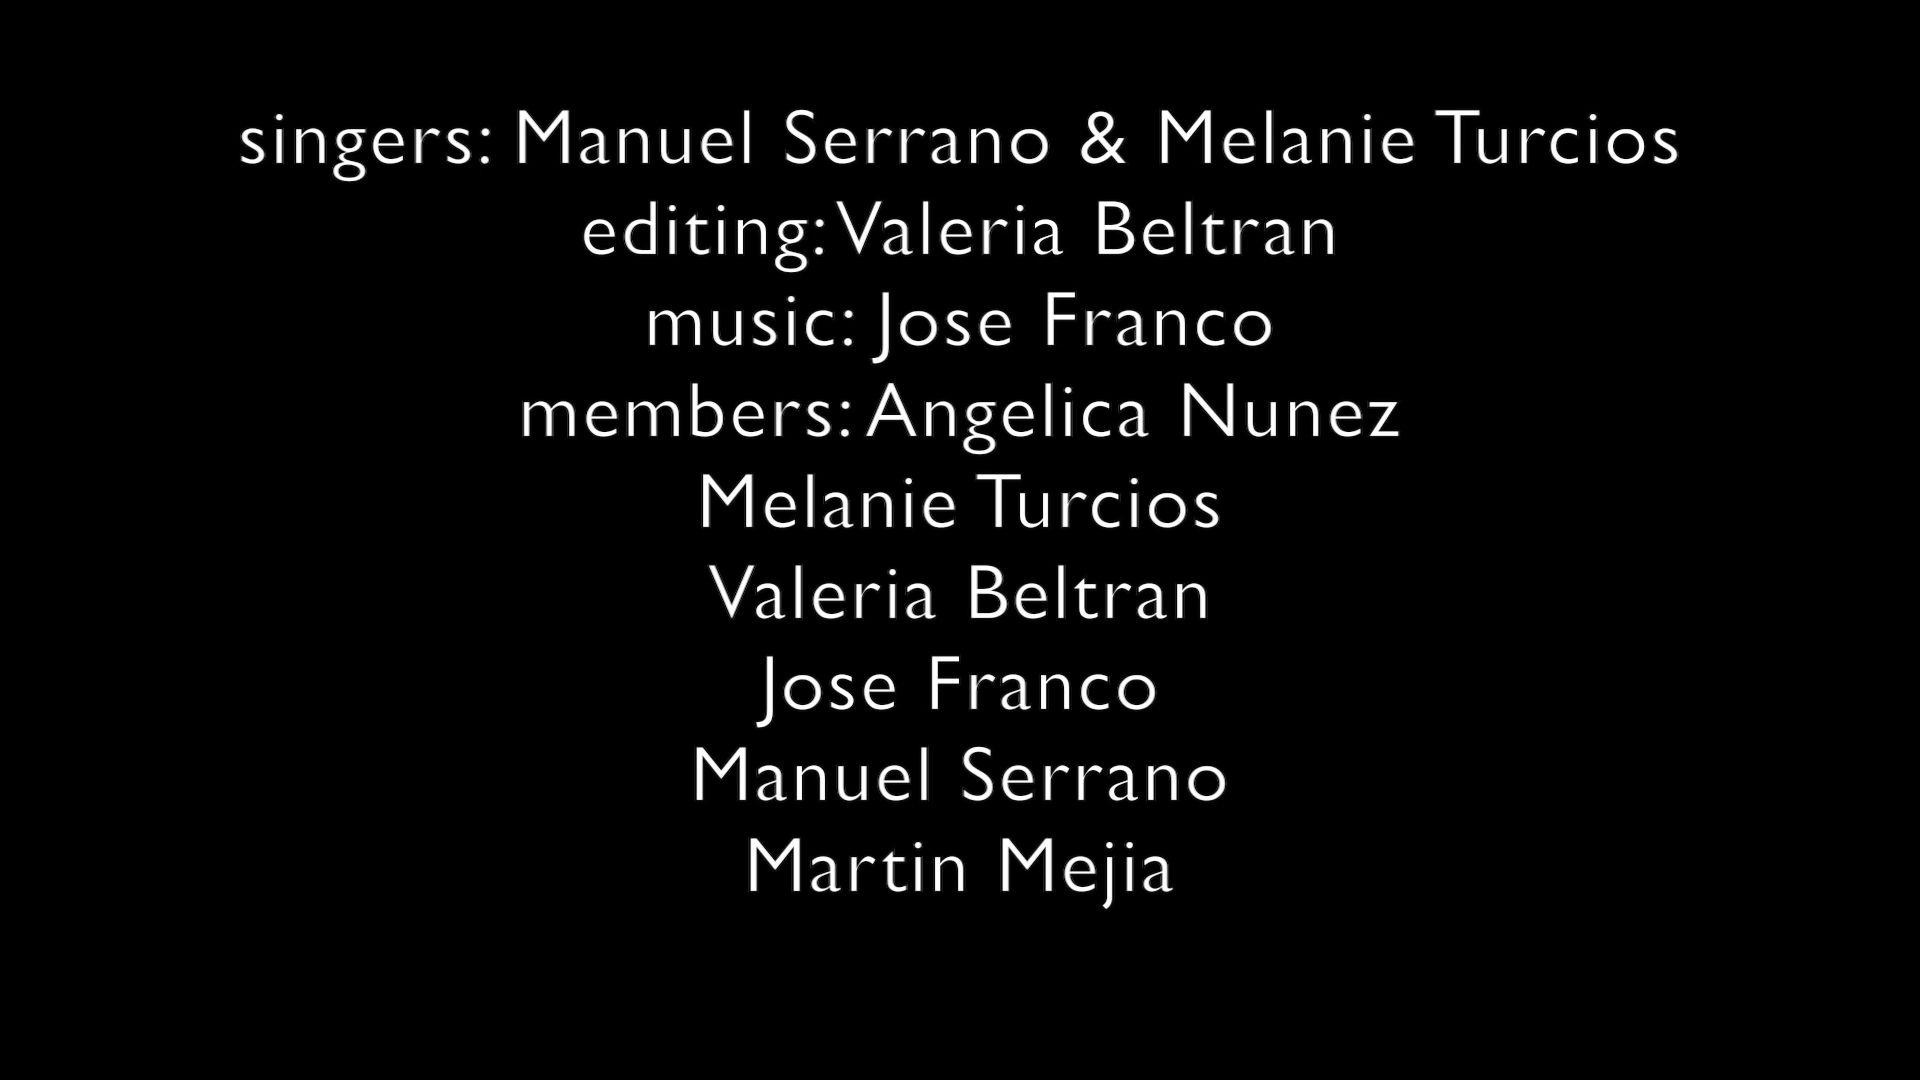 singers: Manuel Serrano & Melanie Turcios
editing: Valeria Beltran
music: Jose Franco
members: Angelica Nunez
Melanie Turcios
Valeria Beltran
Jose Franco
Manuel Serrano
Martin Mejia